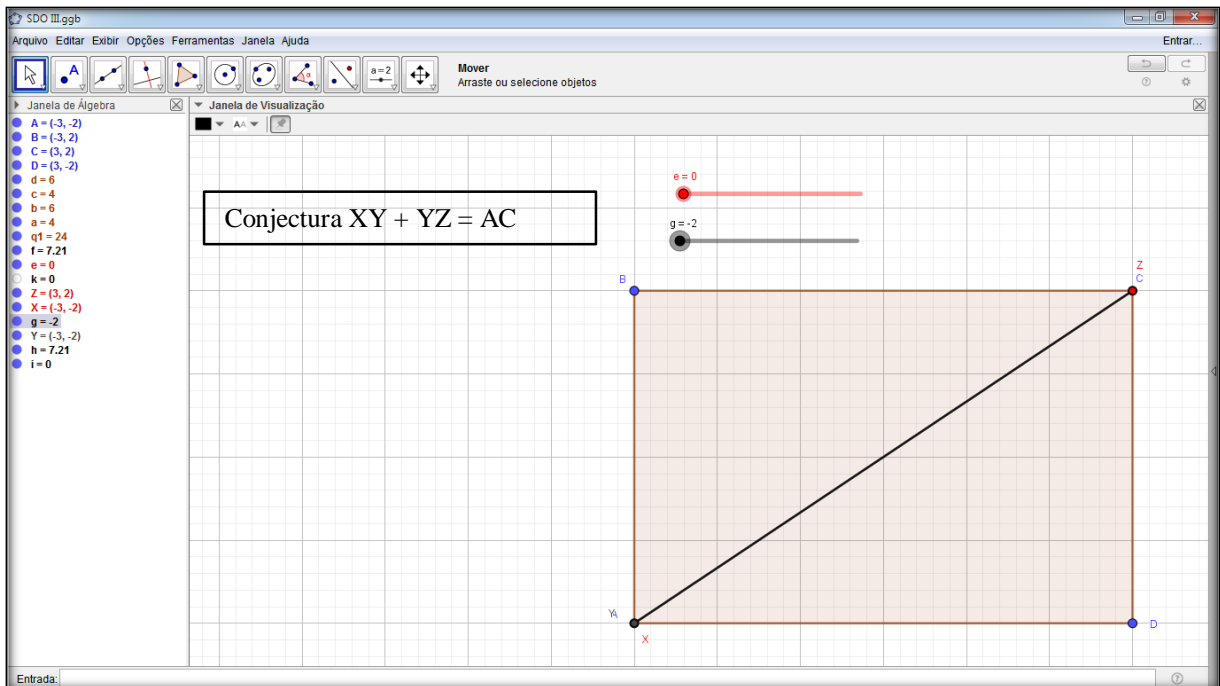 SDO III.ggb
Arquivo Editar Exibir Opções Ferramentas Janela Ajuda
Entrar...
A
a = 2
Mover
Arraste ou selecione objetos
Janela de Álgebra
Janela de Visualização
AA
A = (-3, -2)
B = (-3, 2)
C = (3, 2)
D = (3, -2)
d = 6
c = 4
b = 6
a = 4
q1 = 24
f = 7.21
e = 0
k = 0
Z = (3, 2)
X = (-3, -2)
g = -2
Y = (-3, -2)
h = 7.21
i = 0
Conjectura XY + YZ = AC
e = 0
g = -2
Z
B
C
Y
A
X
D
Entrada: